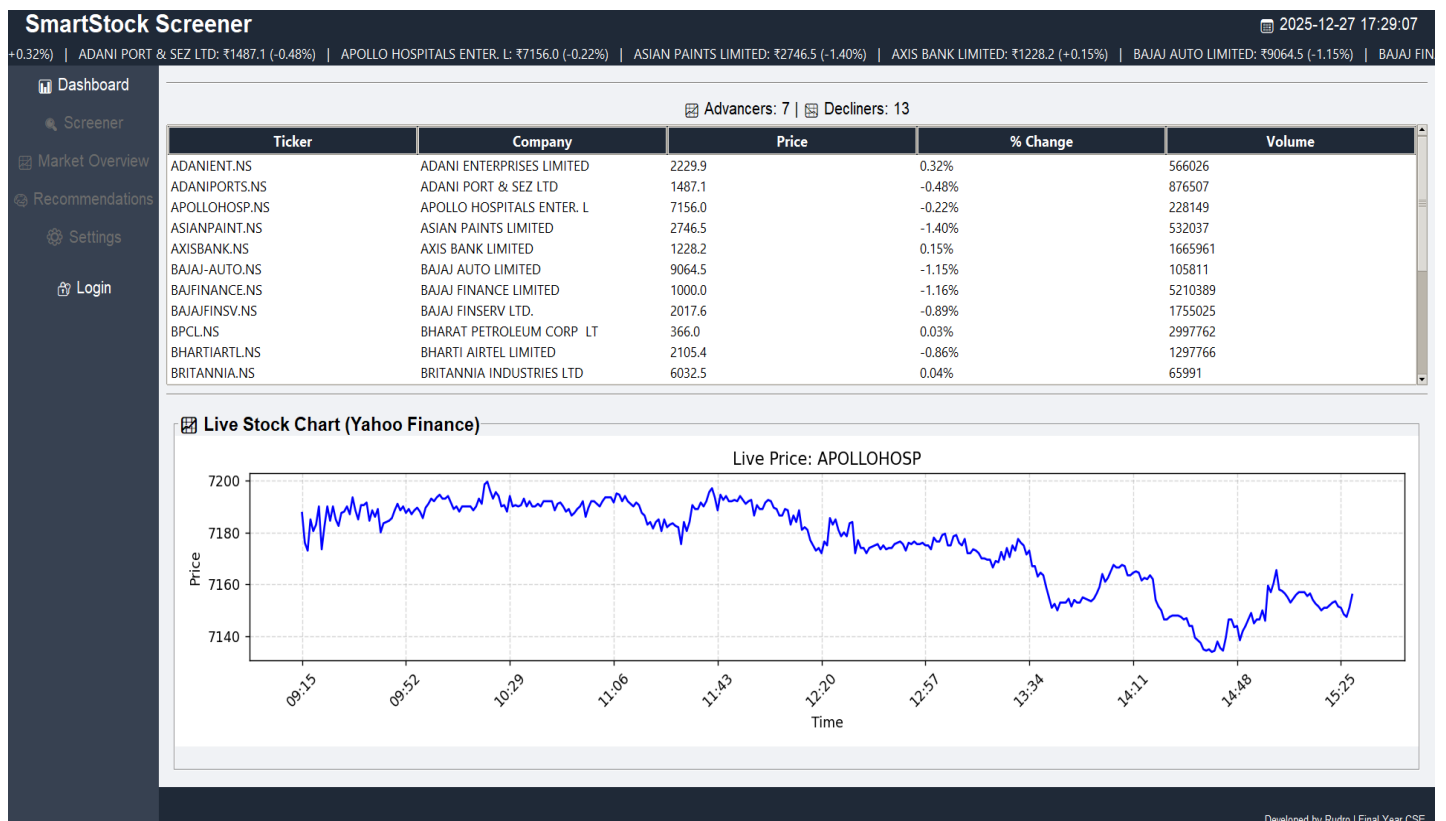 SmartStock Screener
2025-12-27 17:29:07
+0.32%) | ADANI PORT & SEZ LTD: ₹1487.1 (-0.48%) | APOLLO HOSPITALS ENTER. L: ₹7156.0 (-0.22%) | ASIAN PAINTS LIMITED: ₹2746.5 (-1.40%) | AXIS BANK LIMITED: ₹1228.2 (+0.15%) | BAJAJ AUTO LIMITED: ₹9064.5 (-1.15%) | BAJAJ FIN
Dashboard
Screener
Market Overview
Recommendations
Settings
Login
Advancers: 7 | Decliners: 13
Ticker Company Price % Change Volume
ADANIENT.NS ADANI ENTERPRISES LIMITED 2229.9 0.32% 566026
ADANIPORTS.NS ADANI PORT & SEZ LTD 1487.1 -0.48% 876507
APOLLOHOSP.NS APOLLO HOSPITALS ENTER. L 7156.0 -0.22% 228149
ASIANPAINT.NS ASIAN PAINTS LIMITED 2746.5 -1.40% 532037
AXISBANK.NS AXIS BANK LIMITED 1228.2 0.15% 1665961
BAJAJ-AUTO.NS BAJAJ AUTO LIMITED 9064.5 -1.15% 105811
BAJFINANCE.NS BAJAJ FINANCE LIMITED 1000.0 -1.16% 5210389
BAJAJFINSV.NS BAJAJ FINSERV LTD. 2017.6 -0.89% 1755025
BPCL.NS BHARAT PETROLEUM CORP LT 366.0 0.03% 2997762
BHARTIARTL.NS BHARTI AIRTEL LIMITED 2105.4 -0.86% 1297766
BRITANNIA.NS BRITANNIA INDUSTRIES LTD 6032.5 0.04% 65991
Live Stock Chart (Yahoo Finance)
Live Price: APOLLOHOSP
Price
7200
7180
7160
7140
09:15 09:52 10:29 11:06 11:43 12:20 12:57 13:34 14:11 14:48 15:25
Time
Developed by Rudro | Final Year CSE